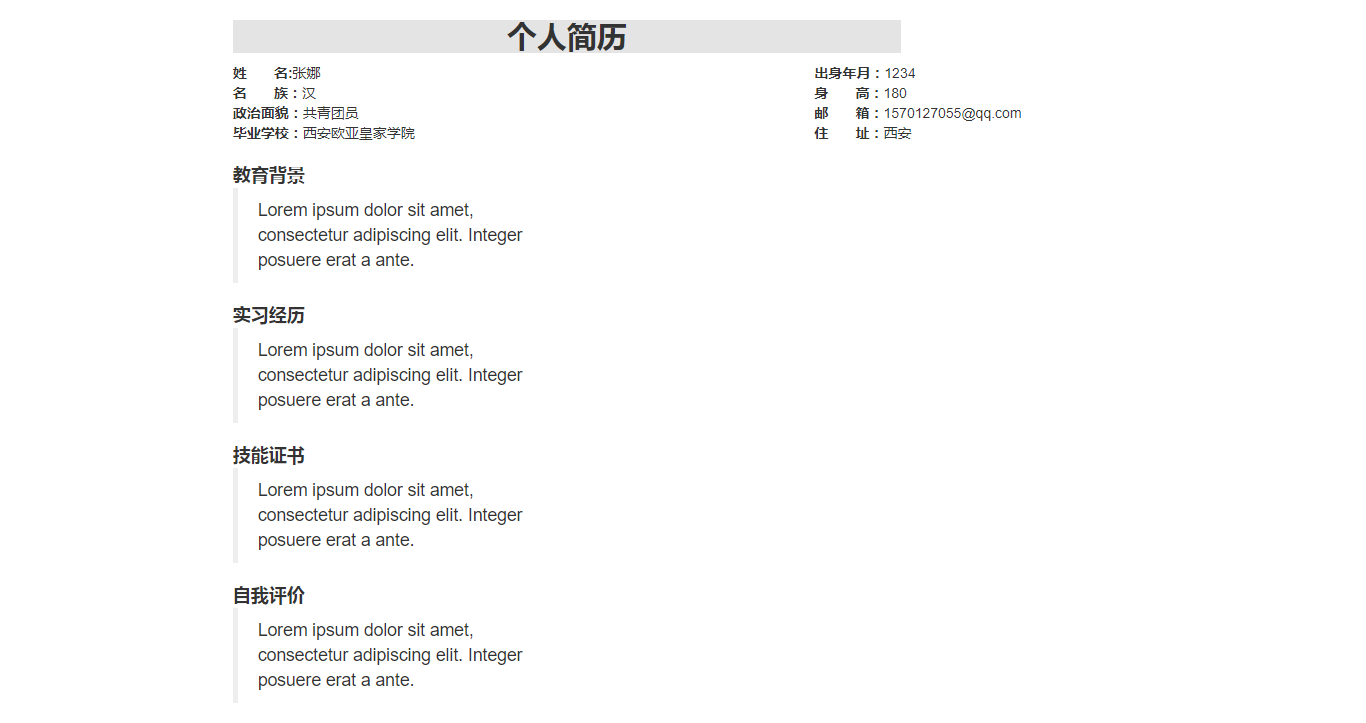 个人简历
姓　　名:张娜　出身年月：1234
名　　族：汉　身　　高：180
政治面貌：共青团员　邮　　箱：1570127055@qq.com
毕业学校：西安欧亚皇家学院　住　　址：西安
教育背景
Lorem ipsum dolor sit amet,
consectetur adipiscing elit. Integer
posuere erat a ante.
实习经历
Lorem ipsum dolor sit amet,
consectetur adipiscing elit. Integer
posuere erat a ante.
技能证书
Lorem ipsum dolor sit amet,
consectetur adipiscing elit. Integer
posuere erat a ante.
自我评价
Lorem ipsum dolor sit amet,
consectetur adipiscing elit. Integer
posuere erat a ante.